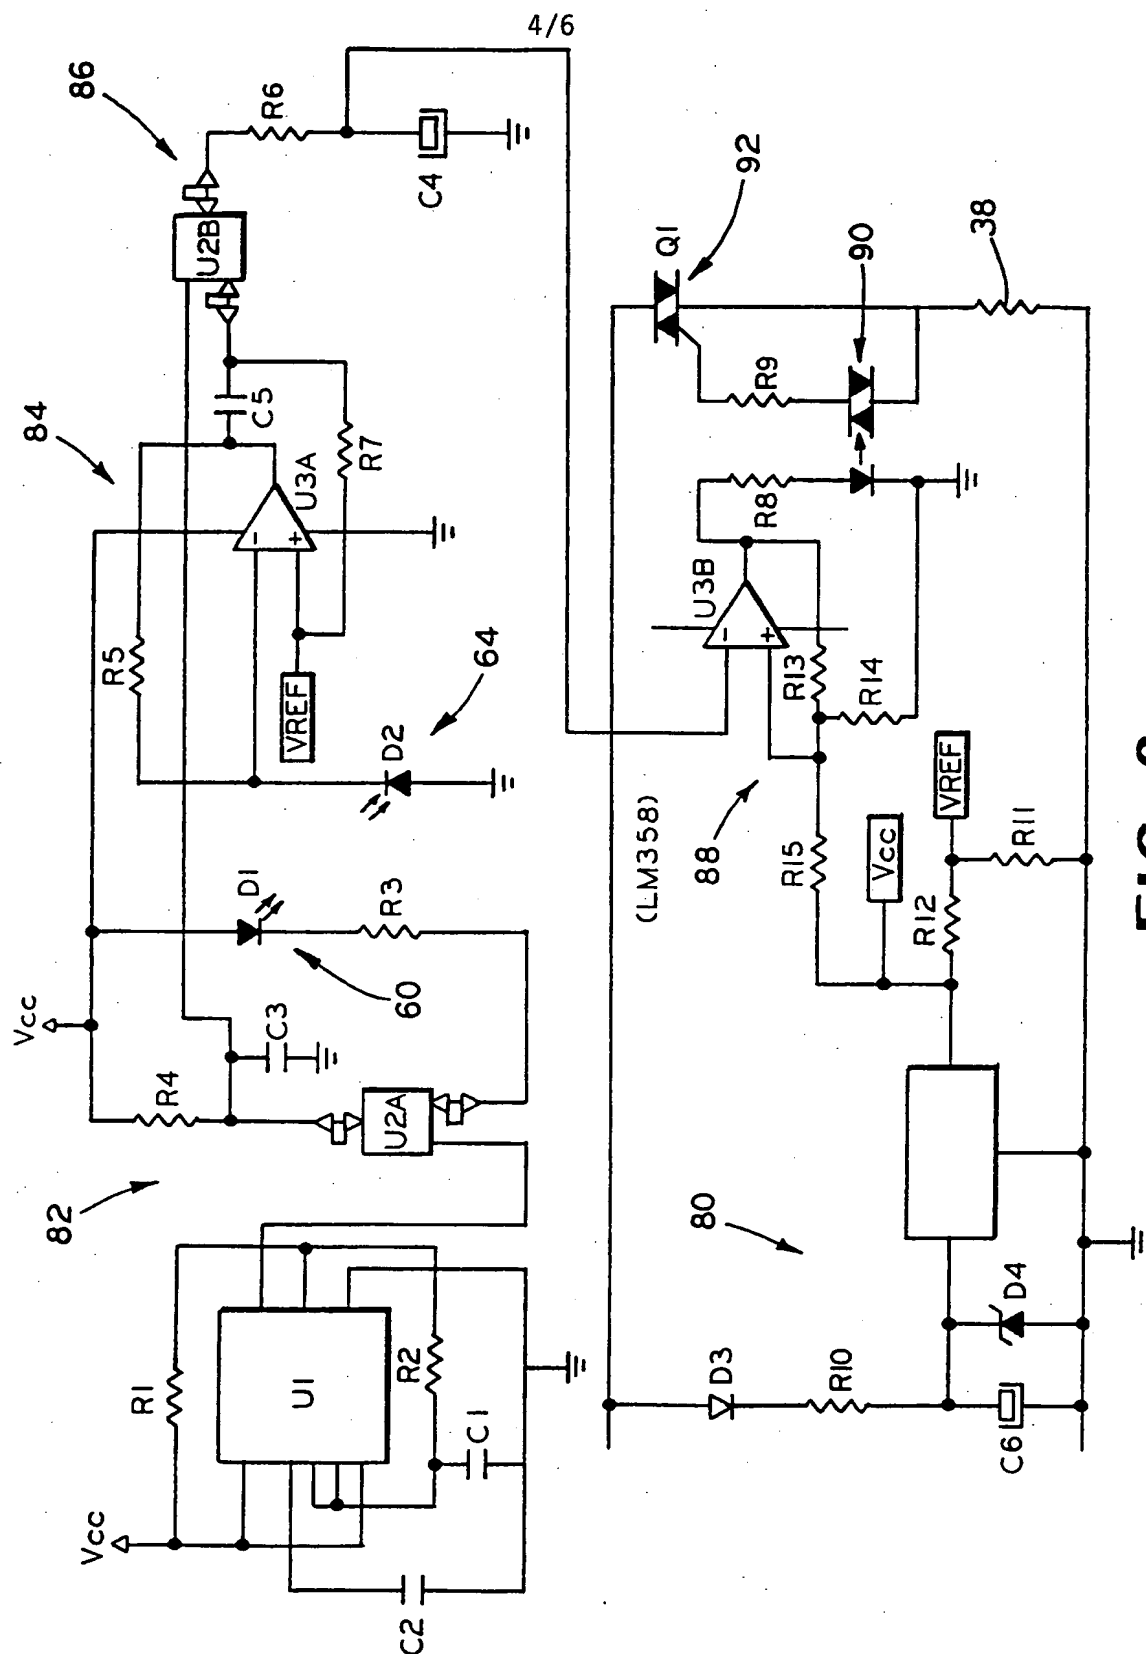 4/6
86
R6
C4
U2B
84
C5
R7
U3A
-
+
R5
VREF
64
D2
D1
R3
60
Vcc
C3
R4
U2A
82
R1
U1
R2
C1
Vcc
C2
92
Q1
90
38
R9
R8
U3B
-
+
R13
R14
(LM358)
88
R15
Vcc
VREF
R12
R11
80
D3
R10
D4
C6